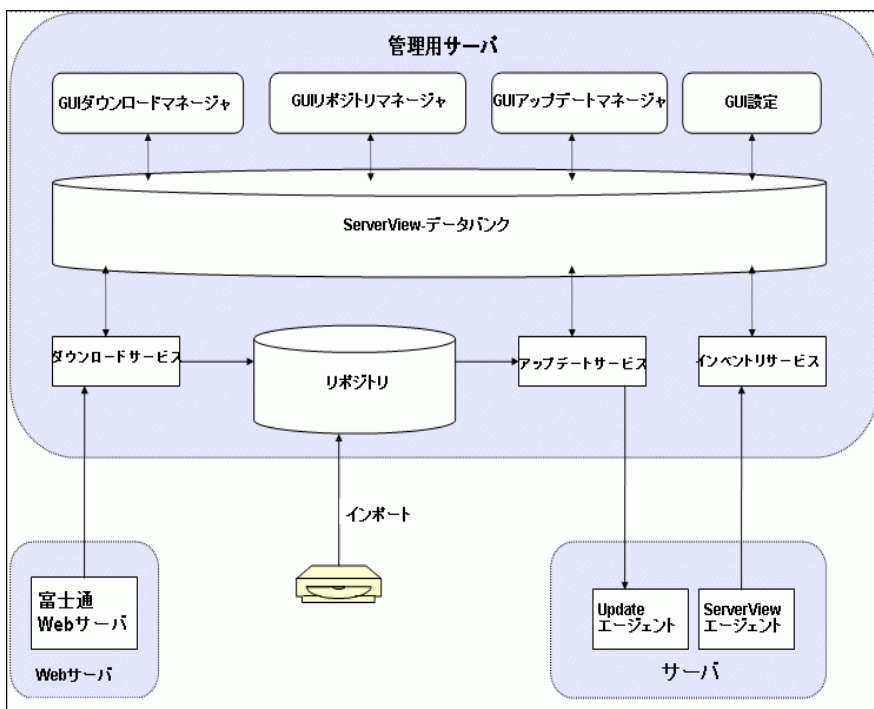 管理用サーバ
GUIダウンロードマネージャ
GUIリポジトリマネージャ
GUIアップデートマネージャ
GUI設定
ServerView-データバンク
ダウンロードサービス
リポジトリ
アップデートサービス
インベントリサービス
インポート
富士通
Webサーバ
Webサーバ
Update
エージェント
ServerView
エージェント
サーバ